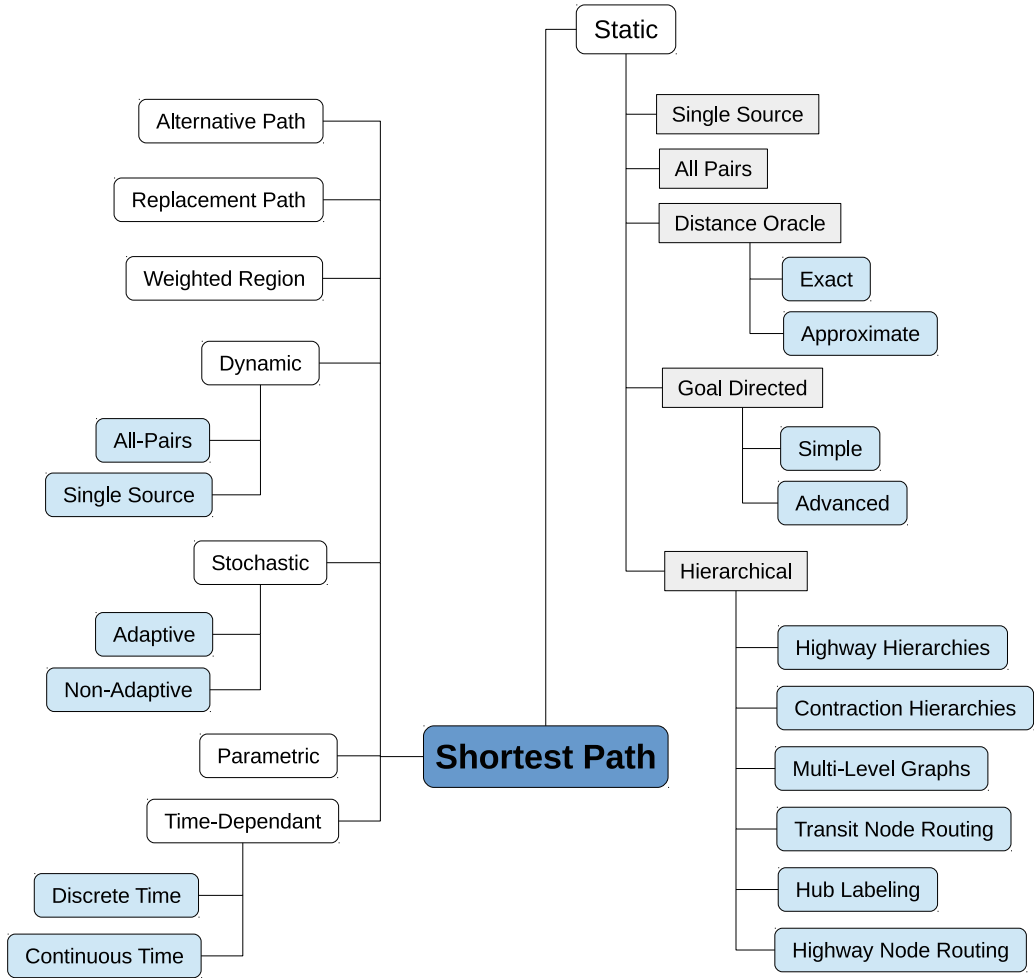 Shortest Path
Static
Single Source
All Pairs
Distance Oracle
Exact
Approximate
Goal Directed
Simple
Advanced
Hierarchical
Highway Hierarchies
Contraction Hierarchies
Multi-Level Graphs
Transit Node Routing
Hub Labeling
Highway Node Routing
Alternative Path
Replacement Path
Weighted Region
Dynamic
All-Pairs
Single Source
Stochastic
Adaptive
Non-Adaptive
Parametric
Time-Dependant
Discrete Time
Continuous Time